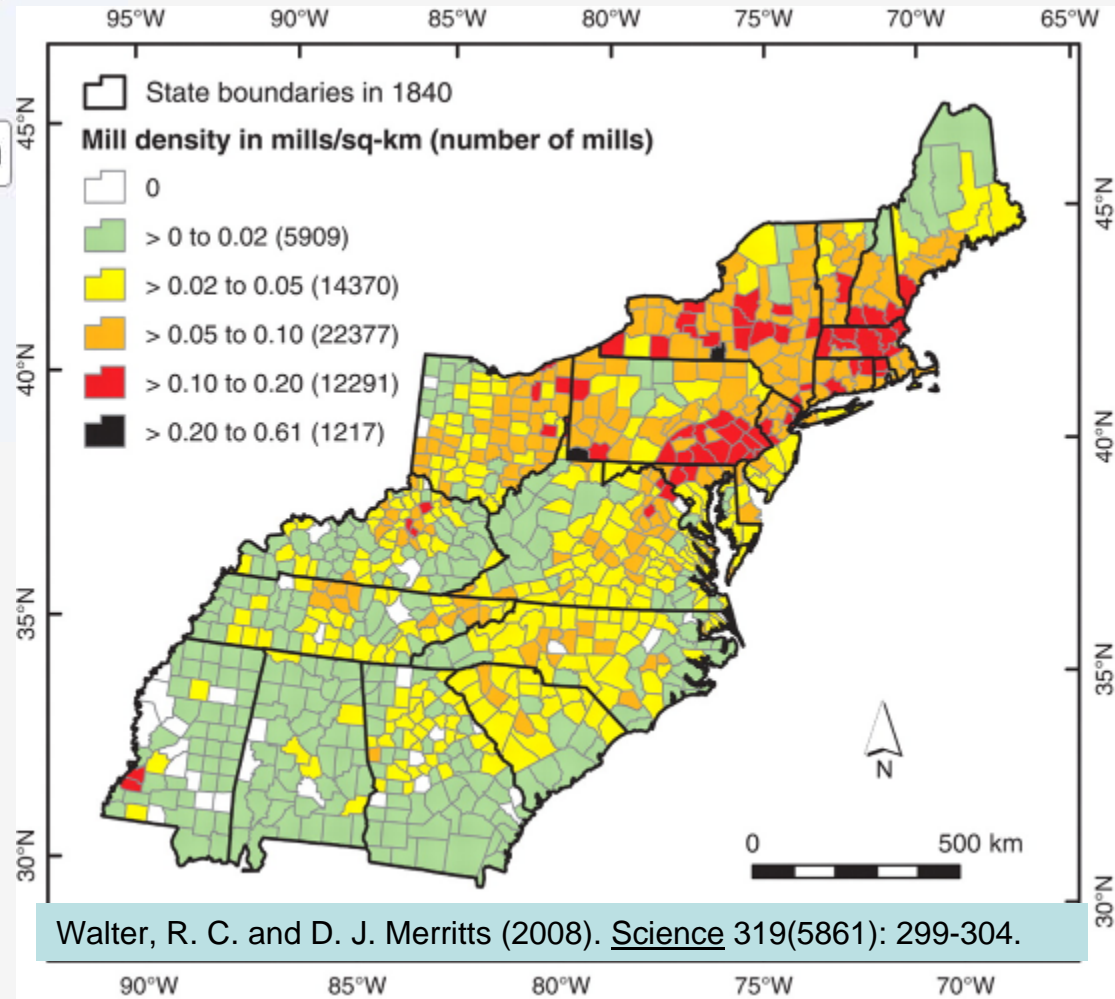 95°W 90°W 85°W 80°W 75°W 70°W 65°W
State boundaries in 1840
Mill density in mills/sq-km (number of mills)
0
> 0 to 0.02 (5909)
> 0.02 to 0.05 (14370)
> 0.05 to 0.10 (22377)
> 0.10 to 0.20 (12291)
> 0.20 to 0.61 (1217)
45°N
40°N
35°N
30°N
45°N
40°N
35°N
30°N
N
0 500 km
Walter, R. C. and D. J. Merritts (2008). Science 319(5861): 299-304.
90°W 85°W 80°W 75°W 70°W